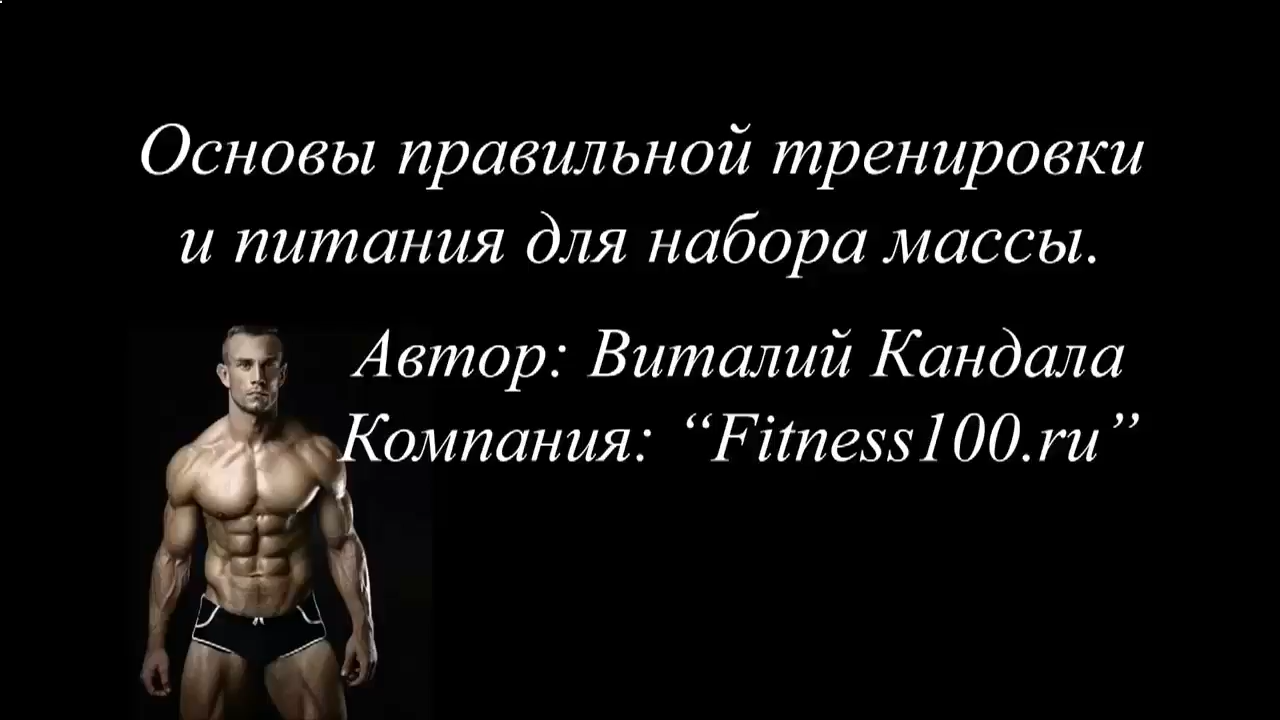 Основы правильной тренировки
и питания для набора массы.
Автор: Виталий Кандала
Компания: “Fitness100.ru”